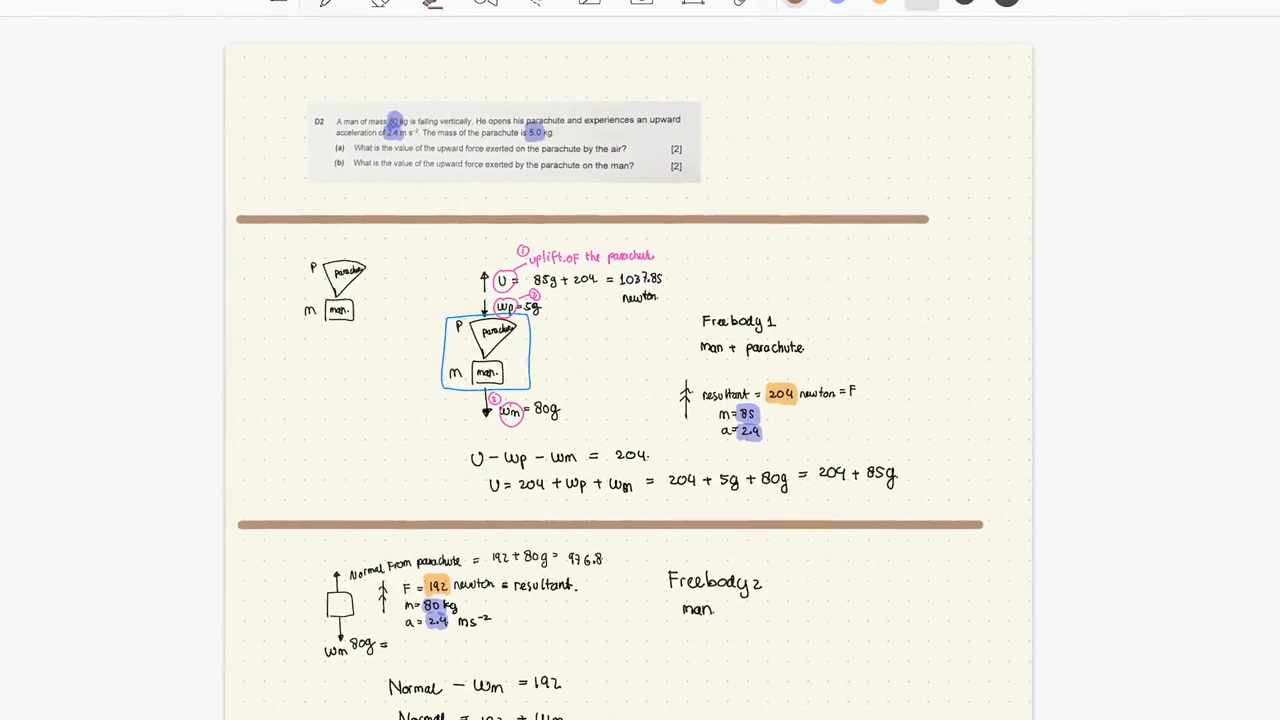 D2 A man of mass 80 kg is falling vertically. He opens his parachute and experiences an upward
acceleration of 2.4 m s⁻². The mass of the parachute is 5.0 kg.
(a) What is the value of the upward force exerted on the parachute by the air? [2]
(b) What is the value of the upward force exerted by the parachute on the man? [2]
P parachute
M man.
① uplift of the parachute
U = 85g + 204 = 1037.85
newton.
② Wp = 5g
P parachute
M man.
③ Wm = 80g
Freebody 1
man + parachute.
resultant = 204 newton = F
m = 85
a = 2.4
U - Wp - Wm = 204.
U = 204 + Wp + Wm = 204 + 5g + 80g = 204 + 85g.
Normal From parachute = 192 + 80g = 976.8
F = 192 newton = resultant.
m = 80 kg
a = 2.4 ms⁻²
Wm 80g =
Freebody 2
man.
Normal - Wm = 192
Normal = 192 + Wm